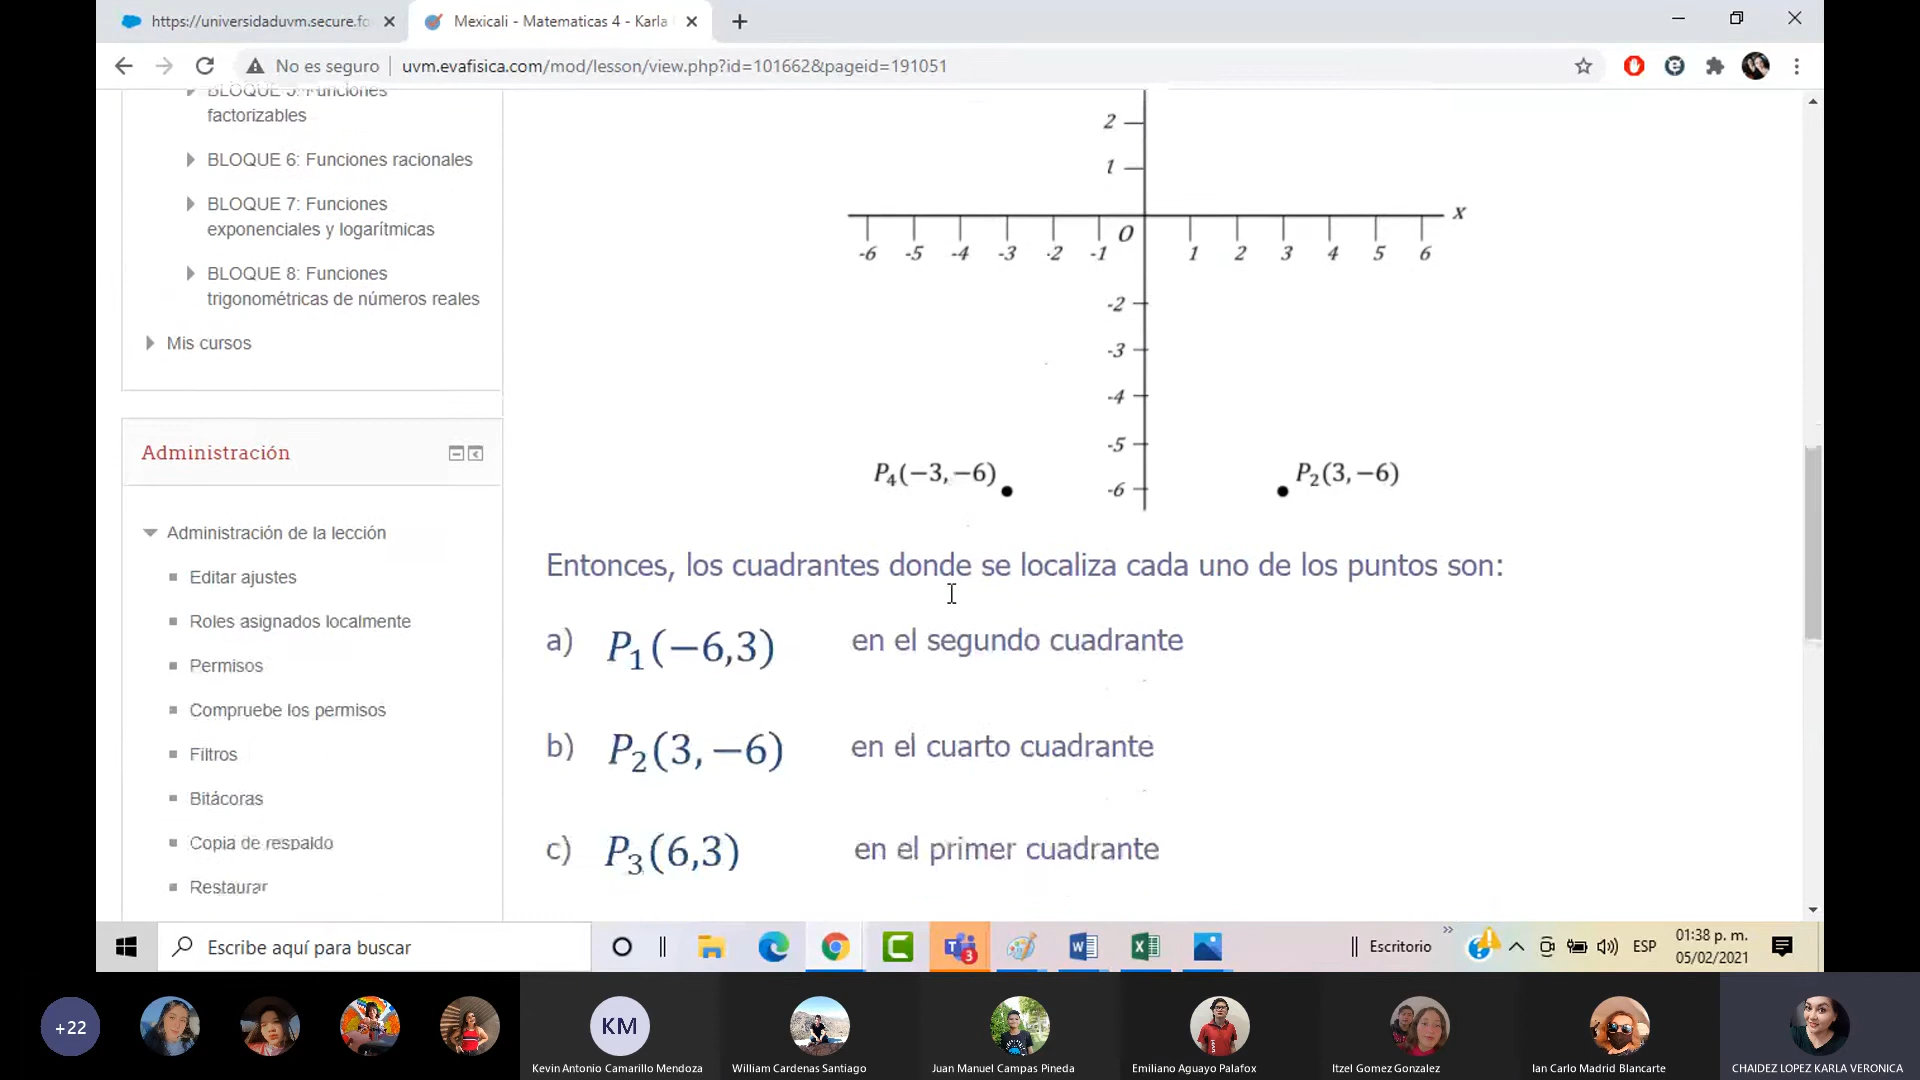 https://universidaduvm.secure.fo
Mexicali - Matematicas 4 - Karla
No es seguro
uvm.evafisica.com/mod/lesson/view.php?id=101662&pageid=191051
BLOQUE 5: Funciones
factorizables
BLOQUE 6: Funciones racionales
BLOQUE 7: Funciones
exponenciales y logarítmicas
BLOQUE 8: Funciones
trigonométricas de números reales
Mis cursos
Administración
Administración de la lección
Editar ajustes
Roles asignados localmente
Permisos
Compruebe los permisos
Filtros
Bitácoras
Copia de respaldo
Restaurar
2
1
x
O
-6 -5 -4 -3 -2 -1 1 2 3 4 5 6
-2
-3
-4
-5
-6
P₄(−3,−6)
P₂(3,−6)
Entonces, los cuadrantes donde se localiza cada uno de los puntos son:
a) P₁(−6,3) en el segundo cuadrante
b) P₂(3,−6) en el cuarto cuadrante
c) P₃(6,3) en el primer cuadrante
Escribe aquí para buscar
3
Escritorio
ESP
01:38 p. m.
05/02/2021
+22
KM
Kevin Antonio Camarillo Mendoza
William Cardenas Santiago
Juan Manuel Campas Pineda
Emiliano Aguayo Palafox
Itzel Gomez Gonzalez
Ian Carlo Madrid Blancarte
CHAIDEZ LOPEZ KARLA VERONICA